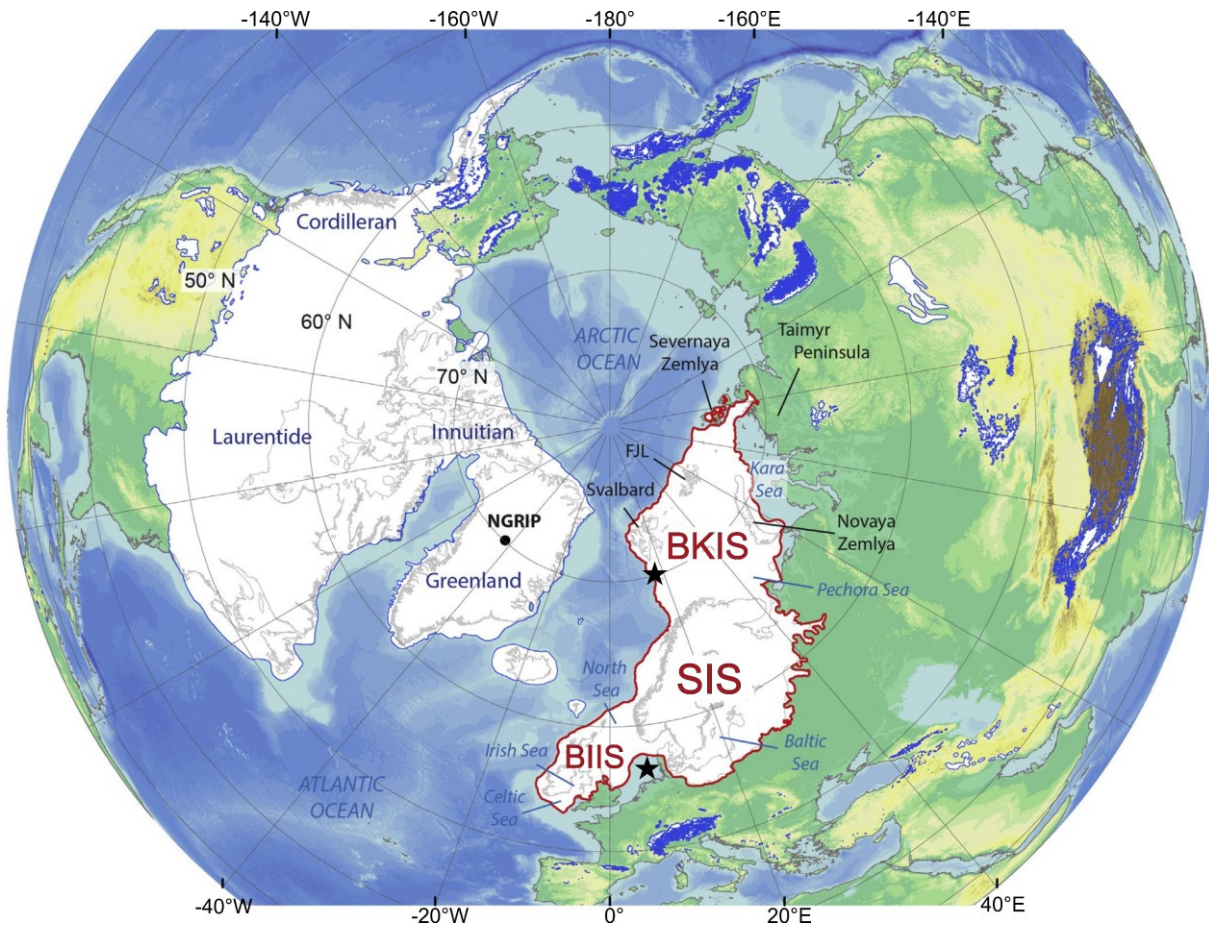 -140°W
-160°W
-180°
-160°E
-140°E
Cordilleran
50° N
60° N
70° N
ARCTIC
OCEAN
Severnaya
Zemlya
Taimyr
Peninsula
Laurentide
Innuitian
FJL
Kara
Sea
Svalbard
NGRIP
BKIS
Novaya
Zemlya
Greenland
Pechora Sea
North
Sea
SIS
Irish Sea
BIIS
Baltic
Sea
Celtic
Sea
ATLANTIC
OCEAN
-40°W
-20°W
0°
20°E
40°E